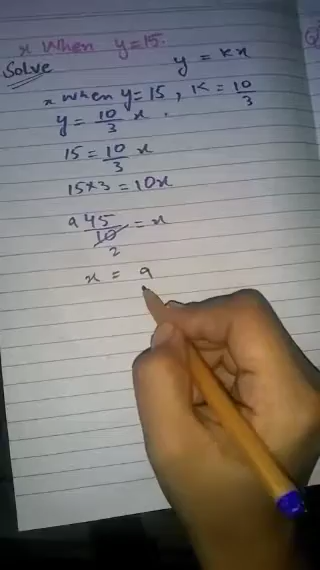 x when y=15.
Solve
y = kx
x when y=15, K = 10/3
y = 10/3 x.
15 = 10/3 x
15×3 = 10x
9 45/10 2 = x
x = 9